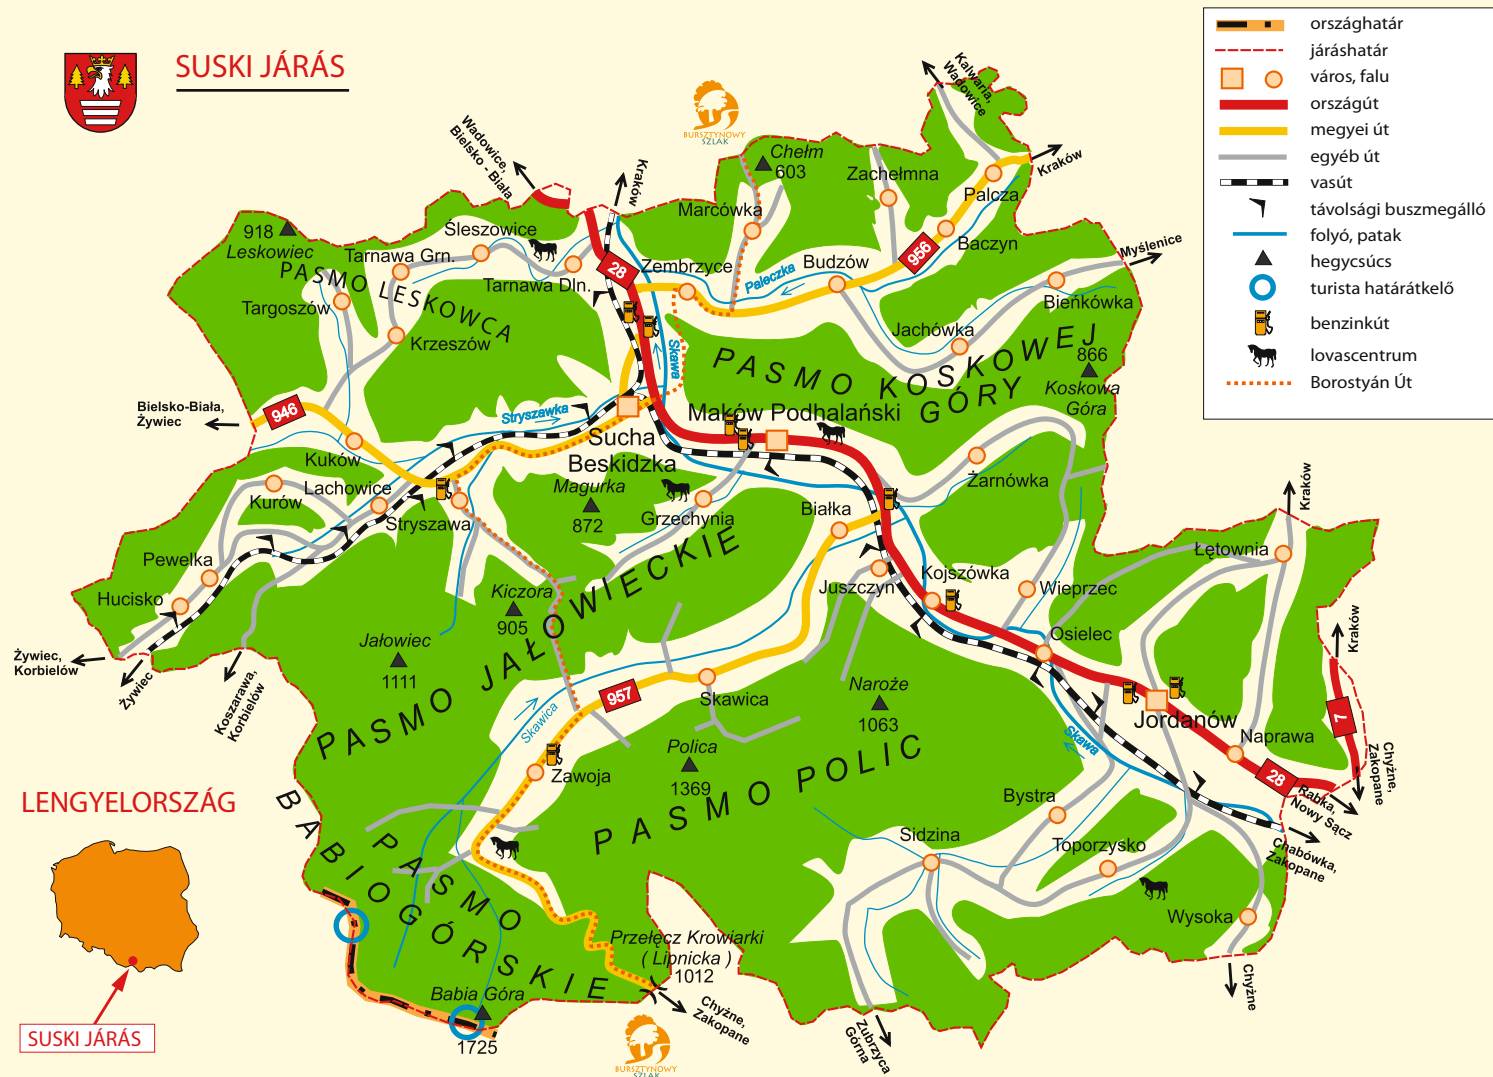 SUSKI JÁRÁS
országhatár
járáshatár
város, falu
országút
megyei út
egyéb út
vasút
távolsági buszmegálló
folyó, patak
hegycsúcs
turista határátkelő
benzinkút
lovascentrum
Borostyán Út
BURSZTYNOWY
SZLAK
Kalwaria,
Wadowice
Kraków
Wadowice,
Bielsko - Biała
Kraków
Chełm
603
Zachełmna
Palcza
Marcówka
Baczyn
956
Myślenice
918
Leskowiec
Śleszowice
Tarnawa Grn.
Tarnawa Dln.
28
Zembrzyce
Paleczka
Budzów
Bieńkówka
PASMO LESKOWCA
Targoszów
Krzeszów
Jachówka
Skawa
PASMO KOSKOWEJ
GÓRY
866
Koskowa
Góra
Bielsko-Biała,
Żywiec
946
Stryszawka
Maków Podhalański
Sucha
Beskidzka
Kuków
Kurów
Lachowice
Stryszawa
Magurka
872
Grzechynia
Białka
Żarnówka
Kraków
Pewelka
Hucisko
Kiczora
905
Juszczyn
Kojszówka
Wieprzec
Łętownia
Jałowiec
1111
PASMO JAŁOWIECKIE
Osielec
Kraków
Żywiec,
Korbielów
Żywiec
Koszarawa,
Korbielów
Skawica
957
Skawica
Naroże
1063
Jordanów
7
Skawa
Naprawa
Chyżne,
Zakopane
28
Rabka,
Nowy Sącz
Polica
1369
Zawoja
PASMO POLIC
LENGYELORSZÁG
Bystra
Sidzina
Toporzysko
Chabówka,
Zakopane
PASMO
BABIOGÓRSKIE
Wysoka
Przełęcz Krowiarki
( Lipnicka )
1012
Chyżne
Babia Góra
1725
Chyżne,
Zakopane
Zubrzyca
Górna
SUSKI JÁRÁS
BURSZTYNOWY
SZLAK